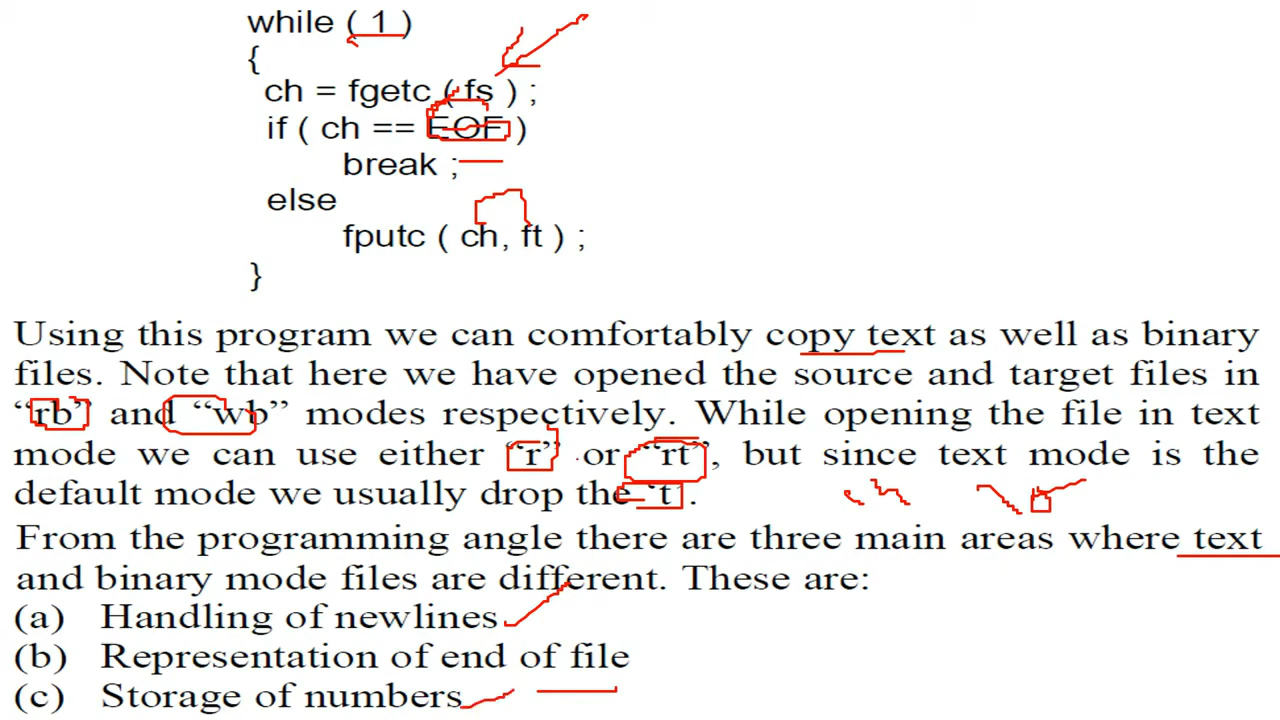 while ( 1 )
{
ch = fgetc ( fs ) ;
if ( ch == EOF )
break ;
else
fputc ( ch, ft ) ;
}
Using this program we can comfortably copy text as well as binary
files. Note that here we have opened the source and target files in
“rb” and “wb” modes respectively. While opening the file in text
mode we can use either “r” or “rt”, but since text mode is the
default mode we usually drop the ‘t’.
From the programming angle there are three main areas where text
and binary mode files are different. These are:
(a) Handling of newlines
(b) Representation of end of file
(c) Storage of numbers